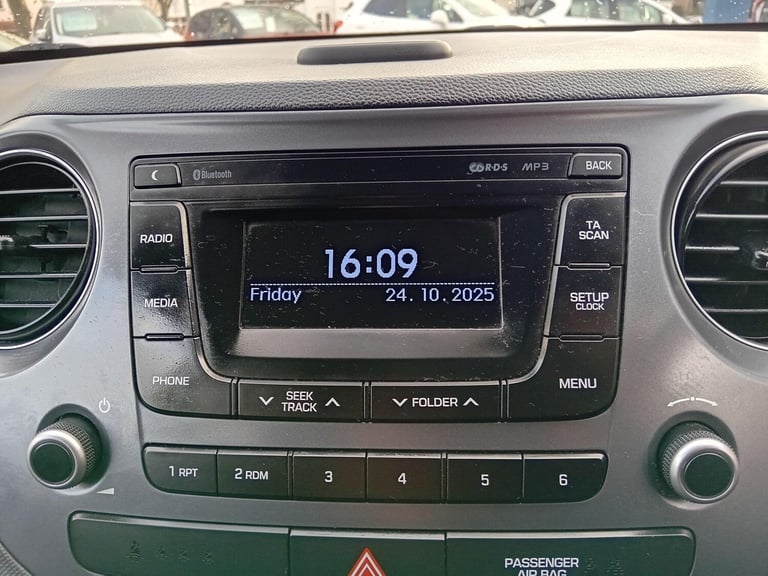 Bluetooth
R·D·S MP3 BACK
RADIO
TA
SCAN
16:09
Friday 24. 10. 2025
MEDIA
SETUP
CLOCK
PHONE
MENU
SEEK
TRACK
FOLDER
1 RPT 2 RDM 3 4 5 6
PASSENGER
AIR BAG